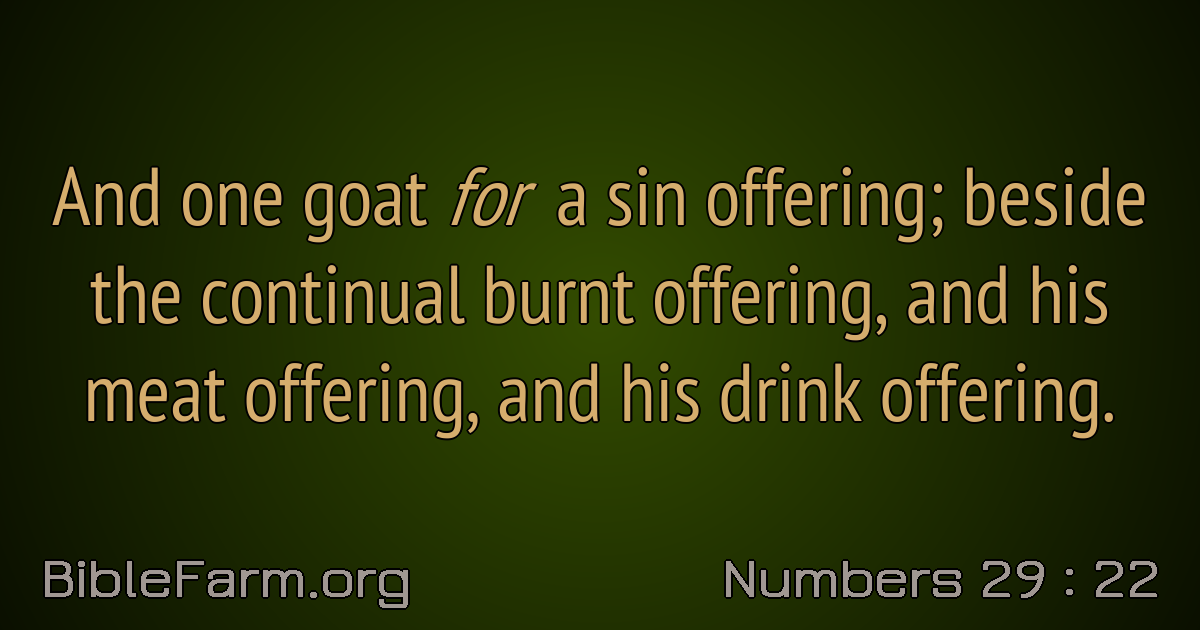 And one goat for a sin offering; beside
the continual burnt offering, and his
meat offering, and his drink offering.
BibleFarm.org
Numbers 29 : 22